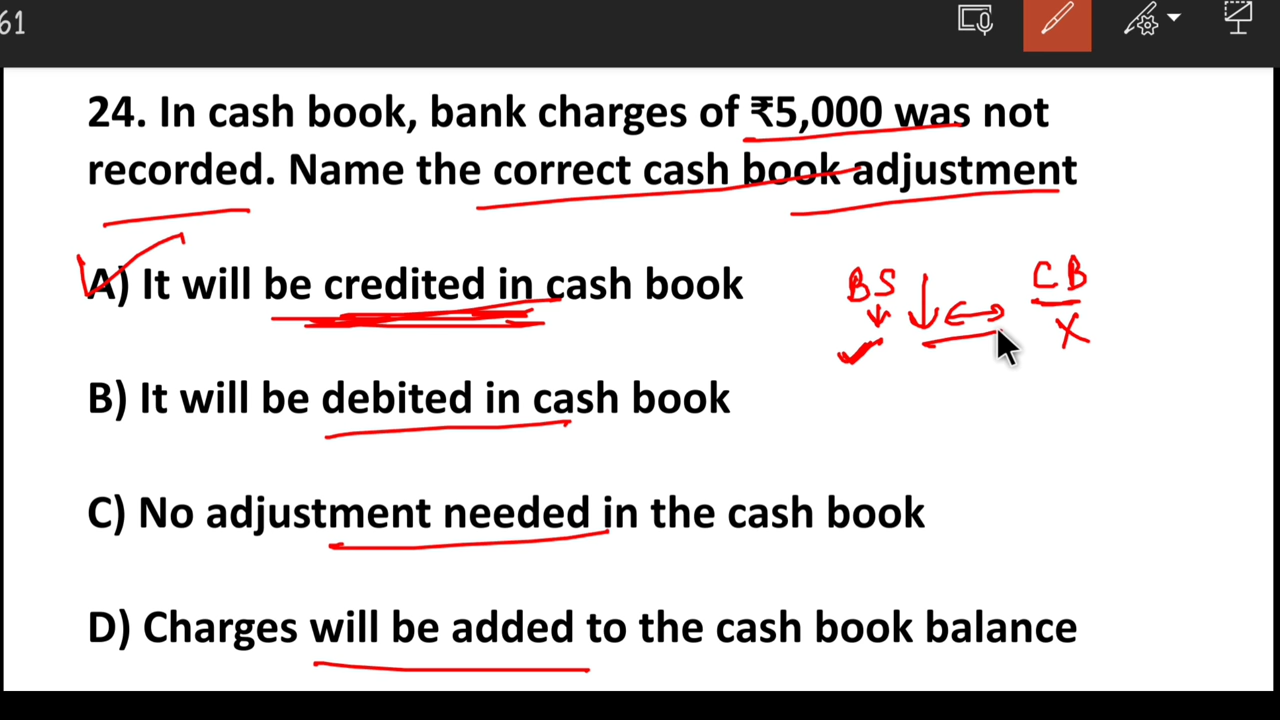 61
24. In cash book, bank charges of ₹5,000 was not
recorded. Name the correct cash book adjustment
A) It will be credited in cash book
BS CB
X
B) It will be debited in cash book
C) No adjustment needed in the cash book
D) Charges will be added to the cash book balance